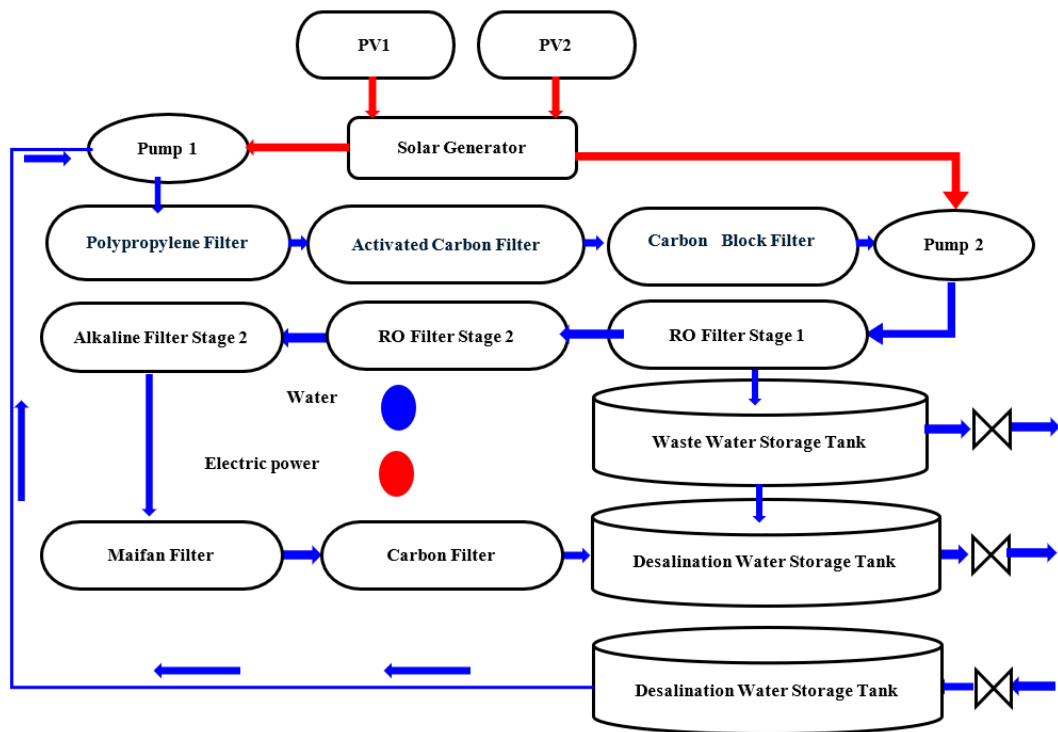 PV1
PV2
Pump 1
Solar Generator
Polypropylene Filter
Activated Carbon Filter
Carbon Block Filter
Pump 2
Alkaline Filter Stage 2
RO Filter Stage 2
RO Filter Stage 1
Water
Waste Water Storage Tank
Electric power
Maifan Filter
Carbon Filter
Desalination Water Storage Tank
Desalination Water Storage Tank